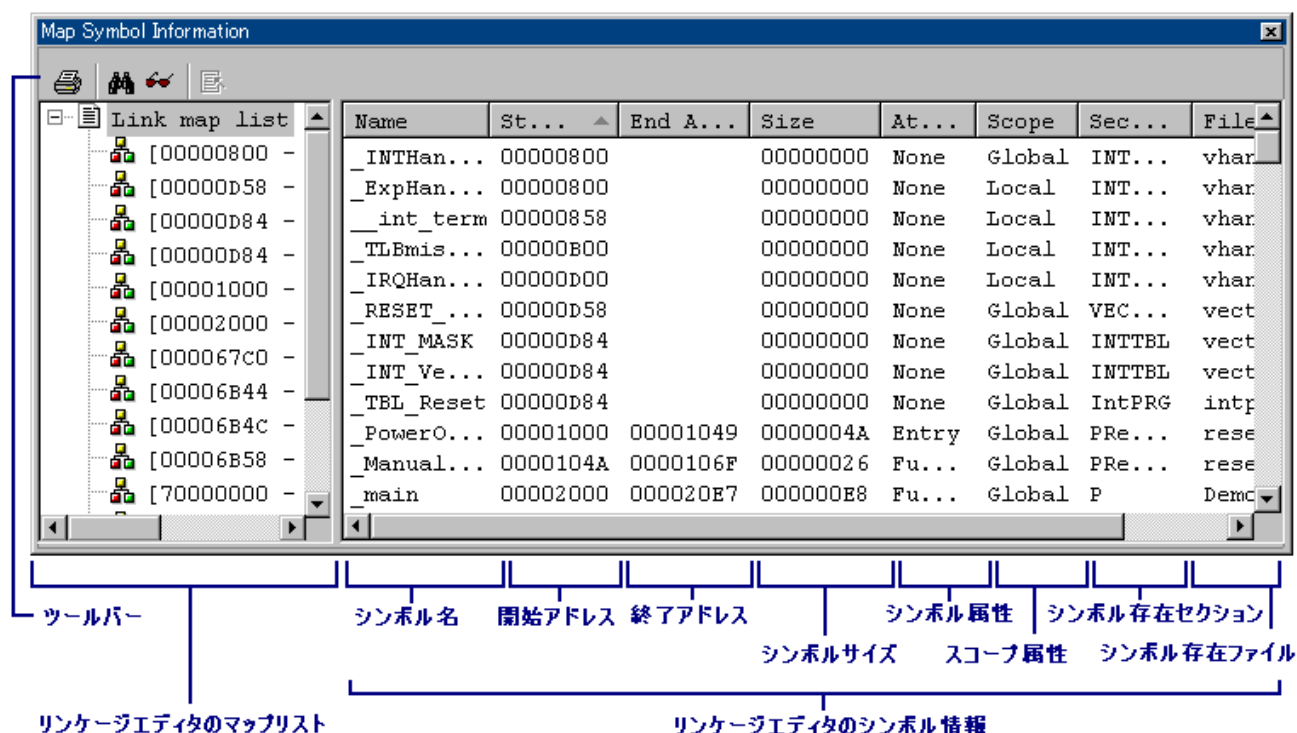 Map Symbol Information
Link map list
[00000800 -
[00000D58 -
[00000D84 -
[00000D84 -
[00001000 -
[00002000 -
[000067C0 -
[00006B44 -
[00006B4C -
[00006B58 -
[70000000 -
Name St... End A... Size At... Scope Sec... File
_INTHan... 00000800 00000000 None Global INT... vhan
_ExpHan... 00000800 00000000 None Local INT... vhan
__int_term 00000858 00000000 None Local INT... vhan
_TLBmis... 00000B00 00000000 None Local INT... vhan
_IRQHan... 00000D00 00000000 None Local INT... vhan
_RESET_... 00000D58 00000000 None Global VEC... vect
_INT_MASK 00000D84 00000000 None Global INTTBL vect
_INT_Ve... 00000D84 00000000 None Global INTTBL vect
_TBL_Reset 00000D84 00000000 None Global IntPRG intp
_PowerO... 00001000 00001049 0000004A Entry Global PRe... rese
_Manual... 0000104A 0000106F 00000026 Fu... Global PRe... rese
_main 00002000 000020E7 000000E8 Fu... Global P Demo
ツールバー
シンボル名
開始アドレス
終了アドレス
シンボル属性
シンボル存在セクション
シンボルサイズ
スコープ属性
シンボル存在ファイル
リンケージエディタのマップリスト
リンケージエディタのシンボル情報